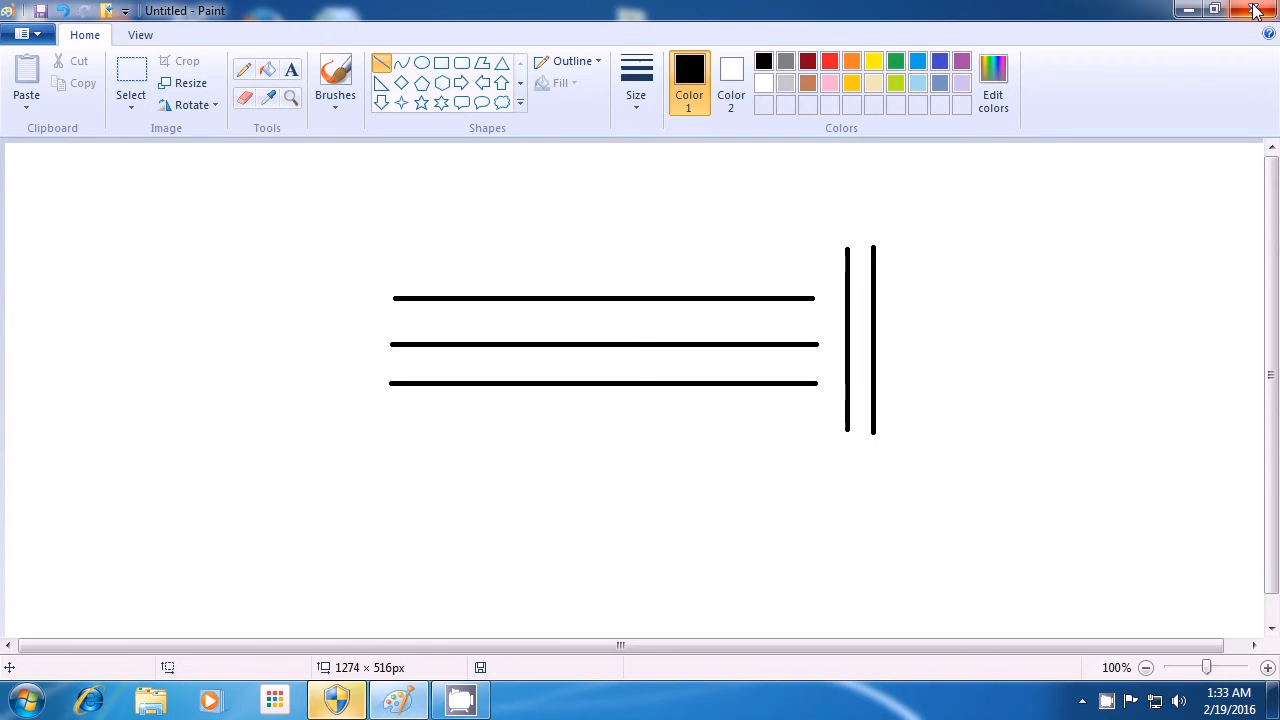 Untitled - Paint
Home View
Paste Cut Copy Clipboard
Select Crop Resize Rotate Image
A
Tools
Brushes
Shapes
Outline Fill
Size
Color 1 Color 2
Edit colors
Colors
1274 × 516px
100%
1:33 AM
2/19/2016